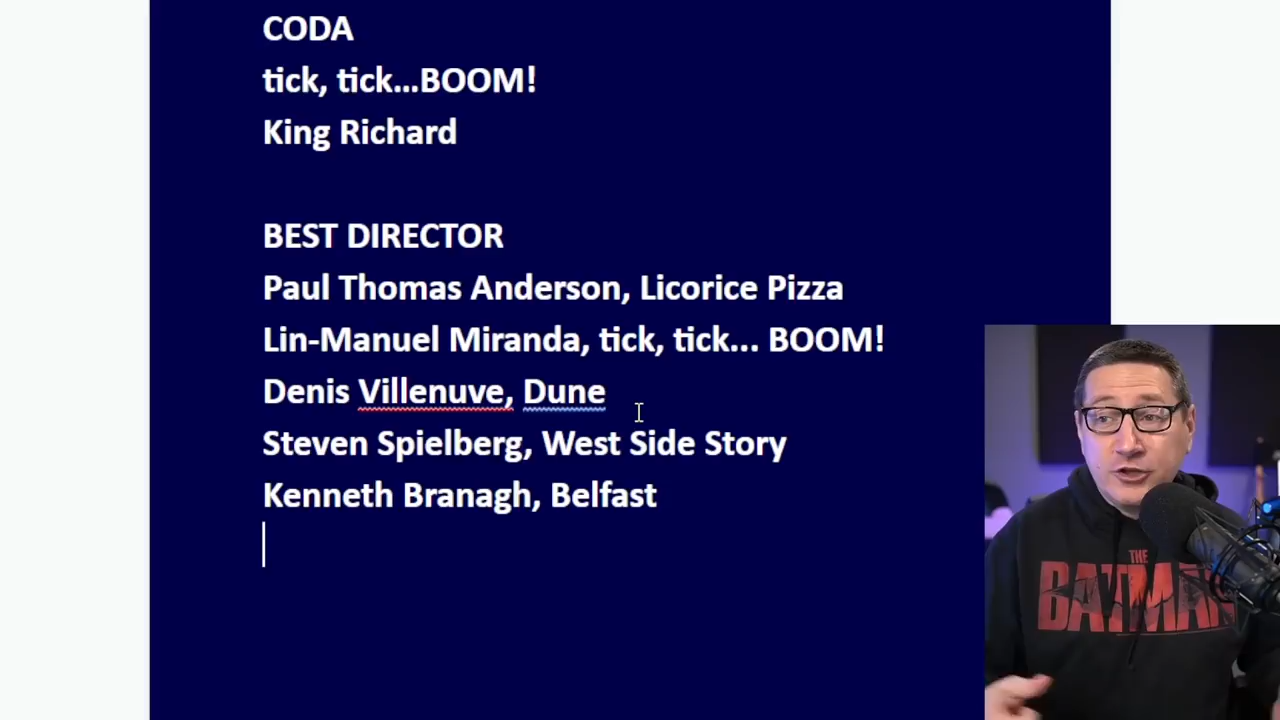 CODA
tick, tick...BOOM!
King Richard
BEST DIRECTOR
Paul Thomas Anderson, Licorice Pizza
Lin-Manuel Miranda, tick, tick... BOOM!
Denis Villenuve, Dune
Steven Spielberg, West Side Story
Kenneth Branagh, Belfast
THE
BATMAN